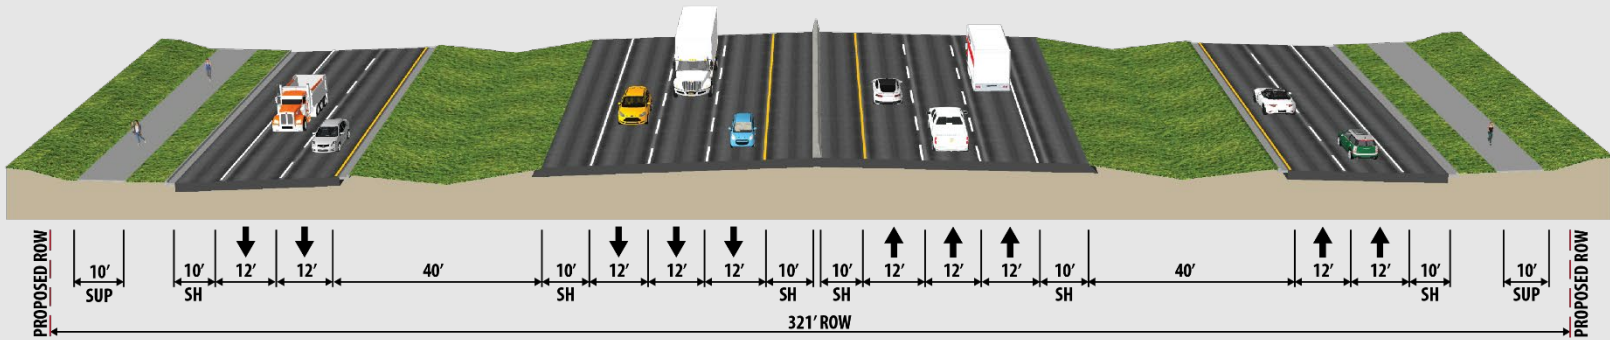 PROPOSED ROW
10' 10' 12' 12' 40' 10' 12' 12' 12' 10' 10' 12' 12' 12' 10' 40' 12' 12' 10' 10'
SUP SH SH SH SH SH SH SUP
321' ROW
PROPOSED ROW